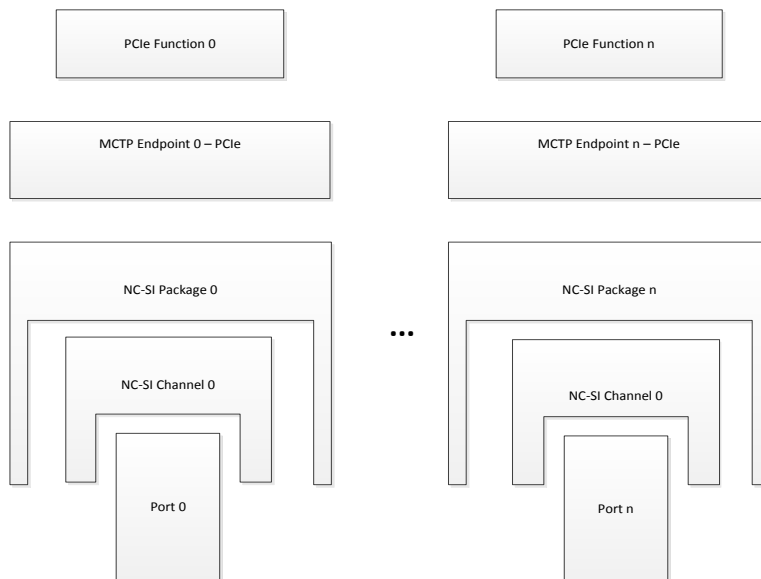 PCIe Function 0
PCIe Function n
MCTP Endpoint 0 – PCIe
MCTP Endpoint n – PCIe
NC-SI Package 0
NC-SI Package n
...
NC-SI Channel 0
NC-SI Channel 0
Port 0
Port n